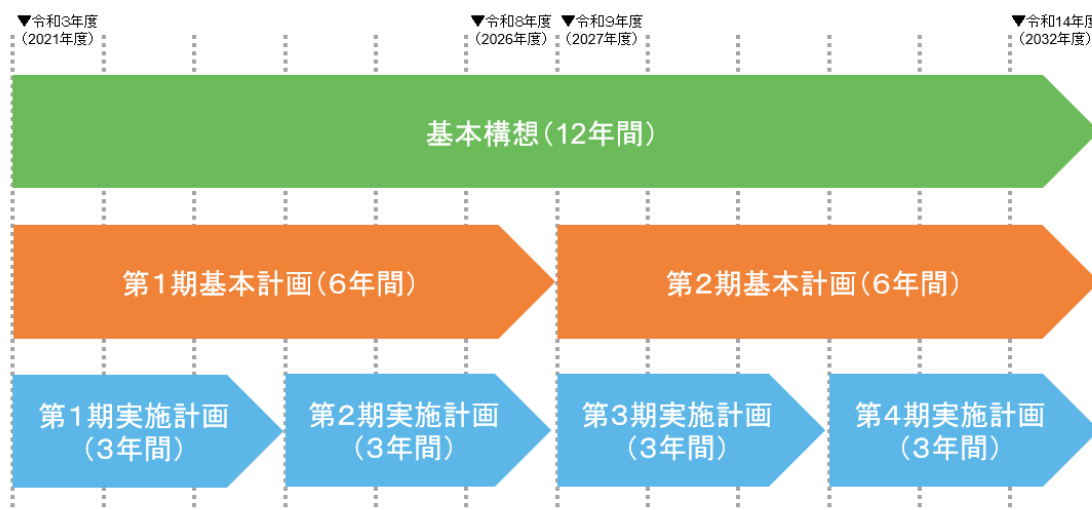 ▼令和3年度
(2021年度)
▼令和8年度
(2026年度)
▼令和9年度
(2027年度)
▼令和14年度
(2032年度)
基本構想(12年間)
第1期基本計画(6年間)
第2期基本計画(6年間)
第1期実施計画
(3年間)
第2期実施計画
(3年間)
第3期実施計画
(3年間)
第4期実施計画
(3年間)